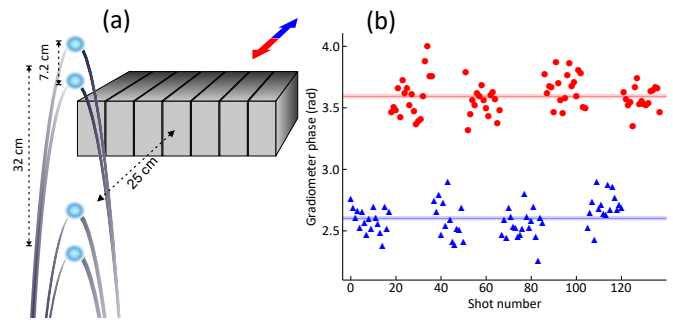 (a)
7.2 cm
32 cm
25 cm
(b)
Gradiometer phase (rad)
4.0
3.5
3.0
2.5
0 20 40 60 80 100 120
Shot number